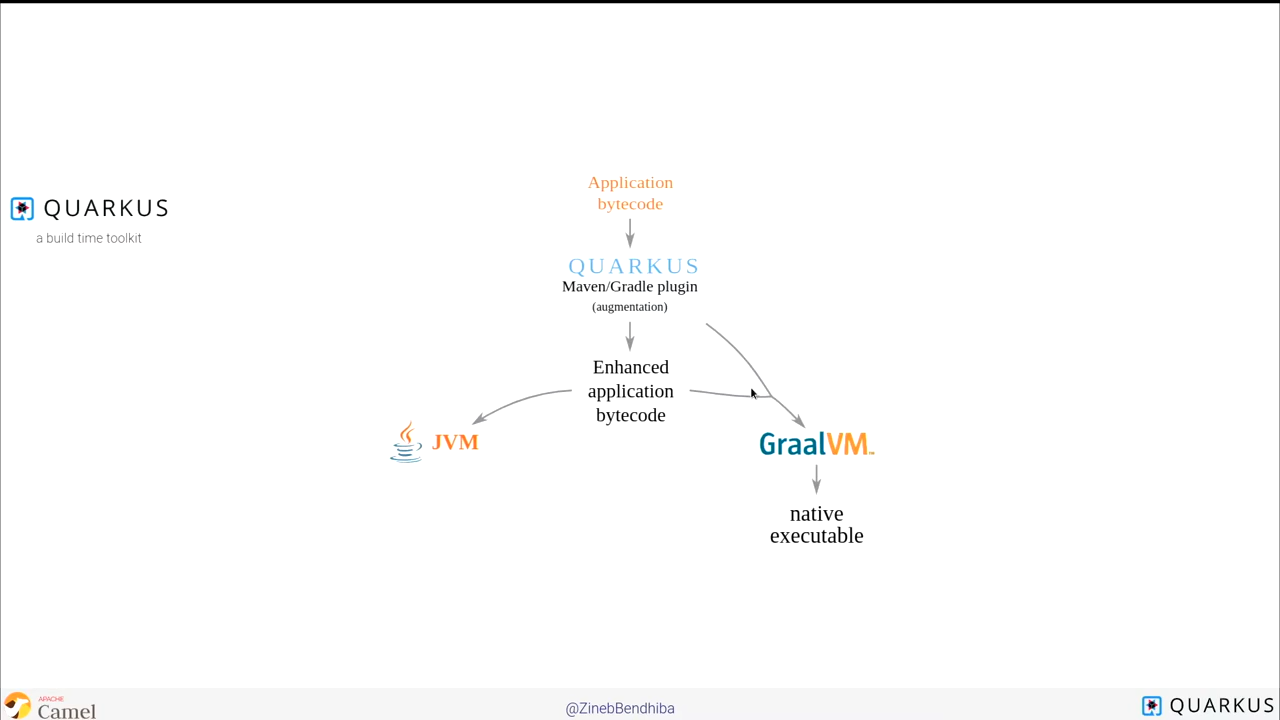 QUARKUS
a build time toolkit
Application
bytecode
QUARKUS
Maven/Gradle plugin
(augmentation)
Enhanced
application
bytecode
JVM
GraalVM™
native
executable
APACHE
Camel
@ZinebBendhiba
QUARKUS